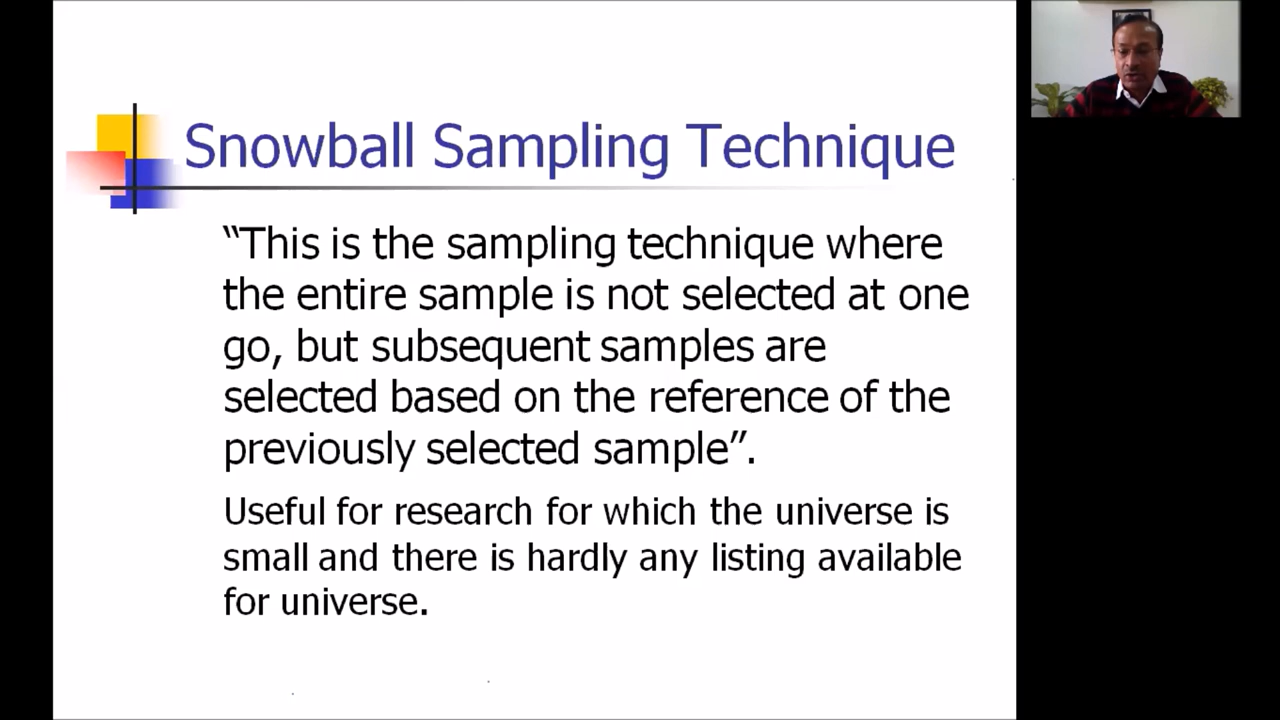 Snowball Sampling Technique
“This is the sampling technique where
the entire sample is not selected at one
go, but subsequent samples are
selected based on the reference of the
previously selected sample”.
Useful for research for which the universe is
small and there is hardly any listing available
for universe.